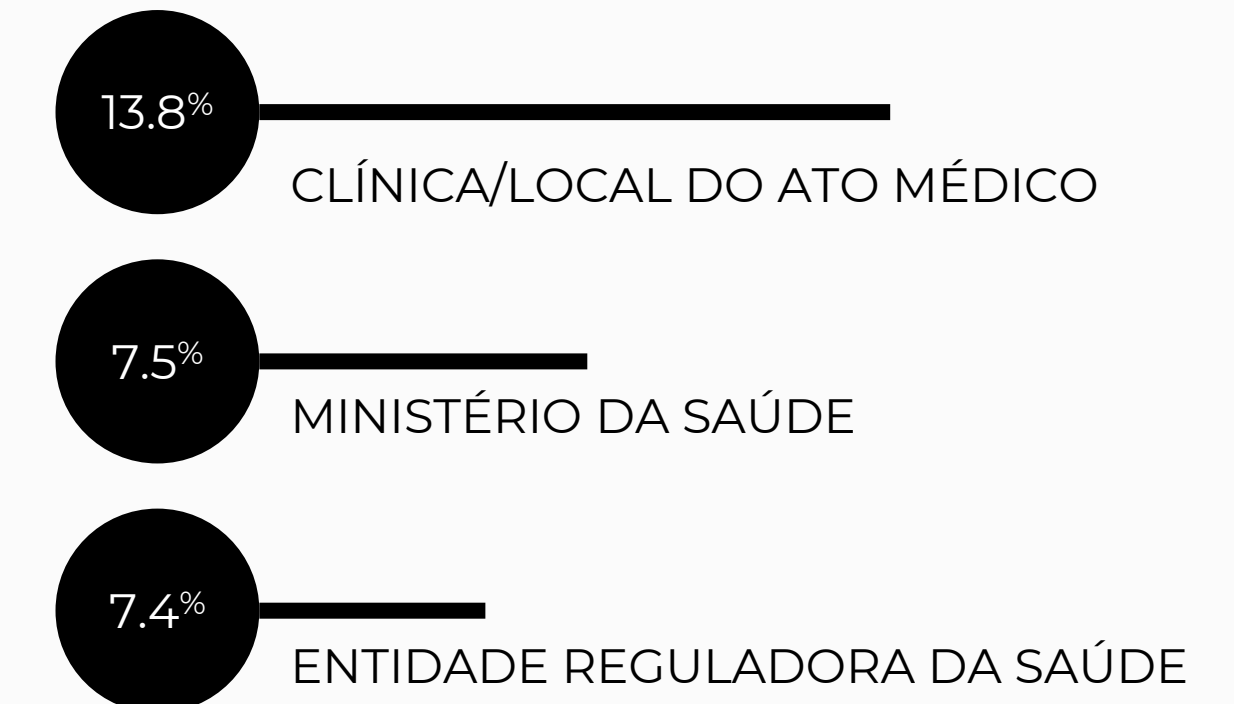 13.8%
CLÍNICA/LOCAL DO ATO MÉDICO
7.5%
MINISTÉRIO DA SAÚDE
7.4%
ENTIDADE REGULADORA DA SAÚDE